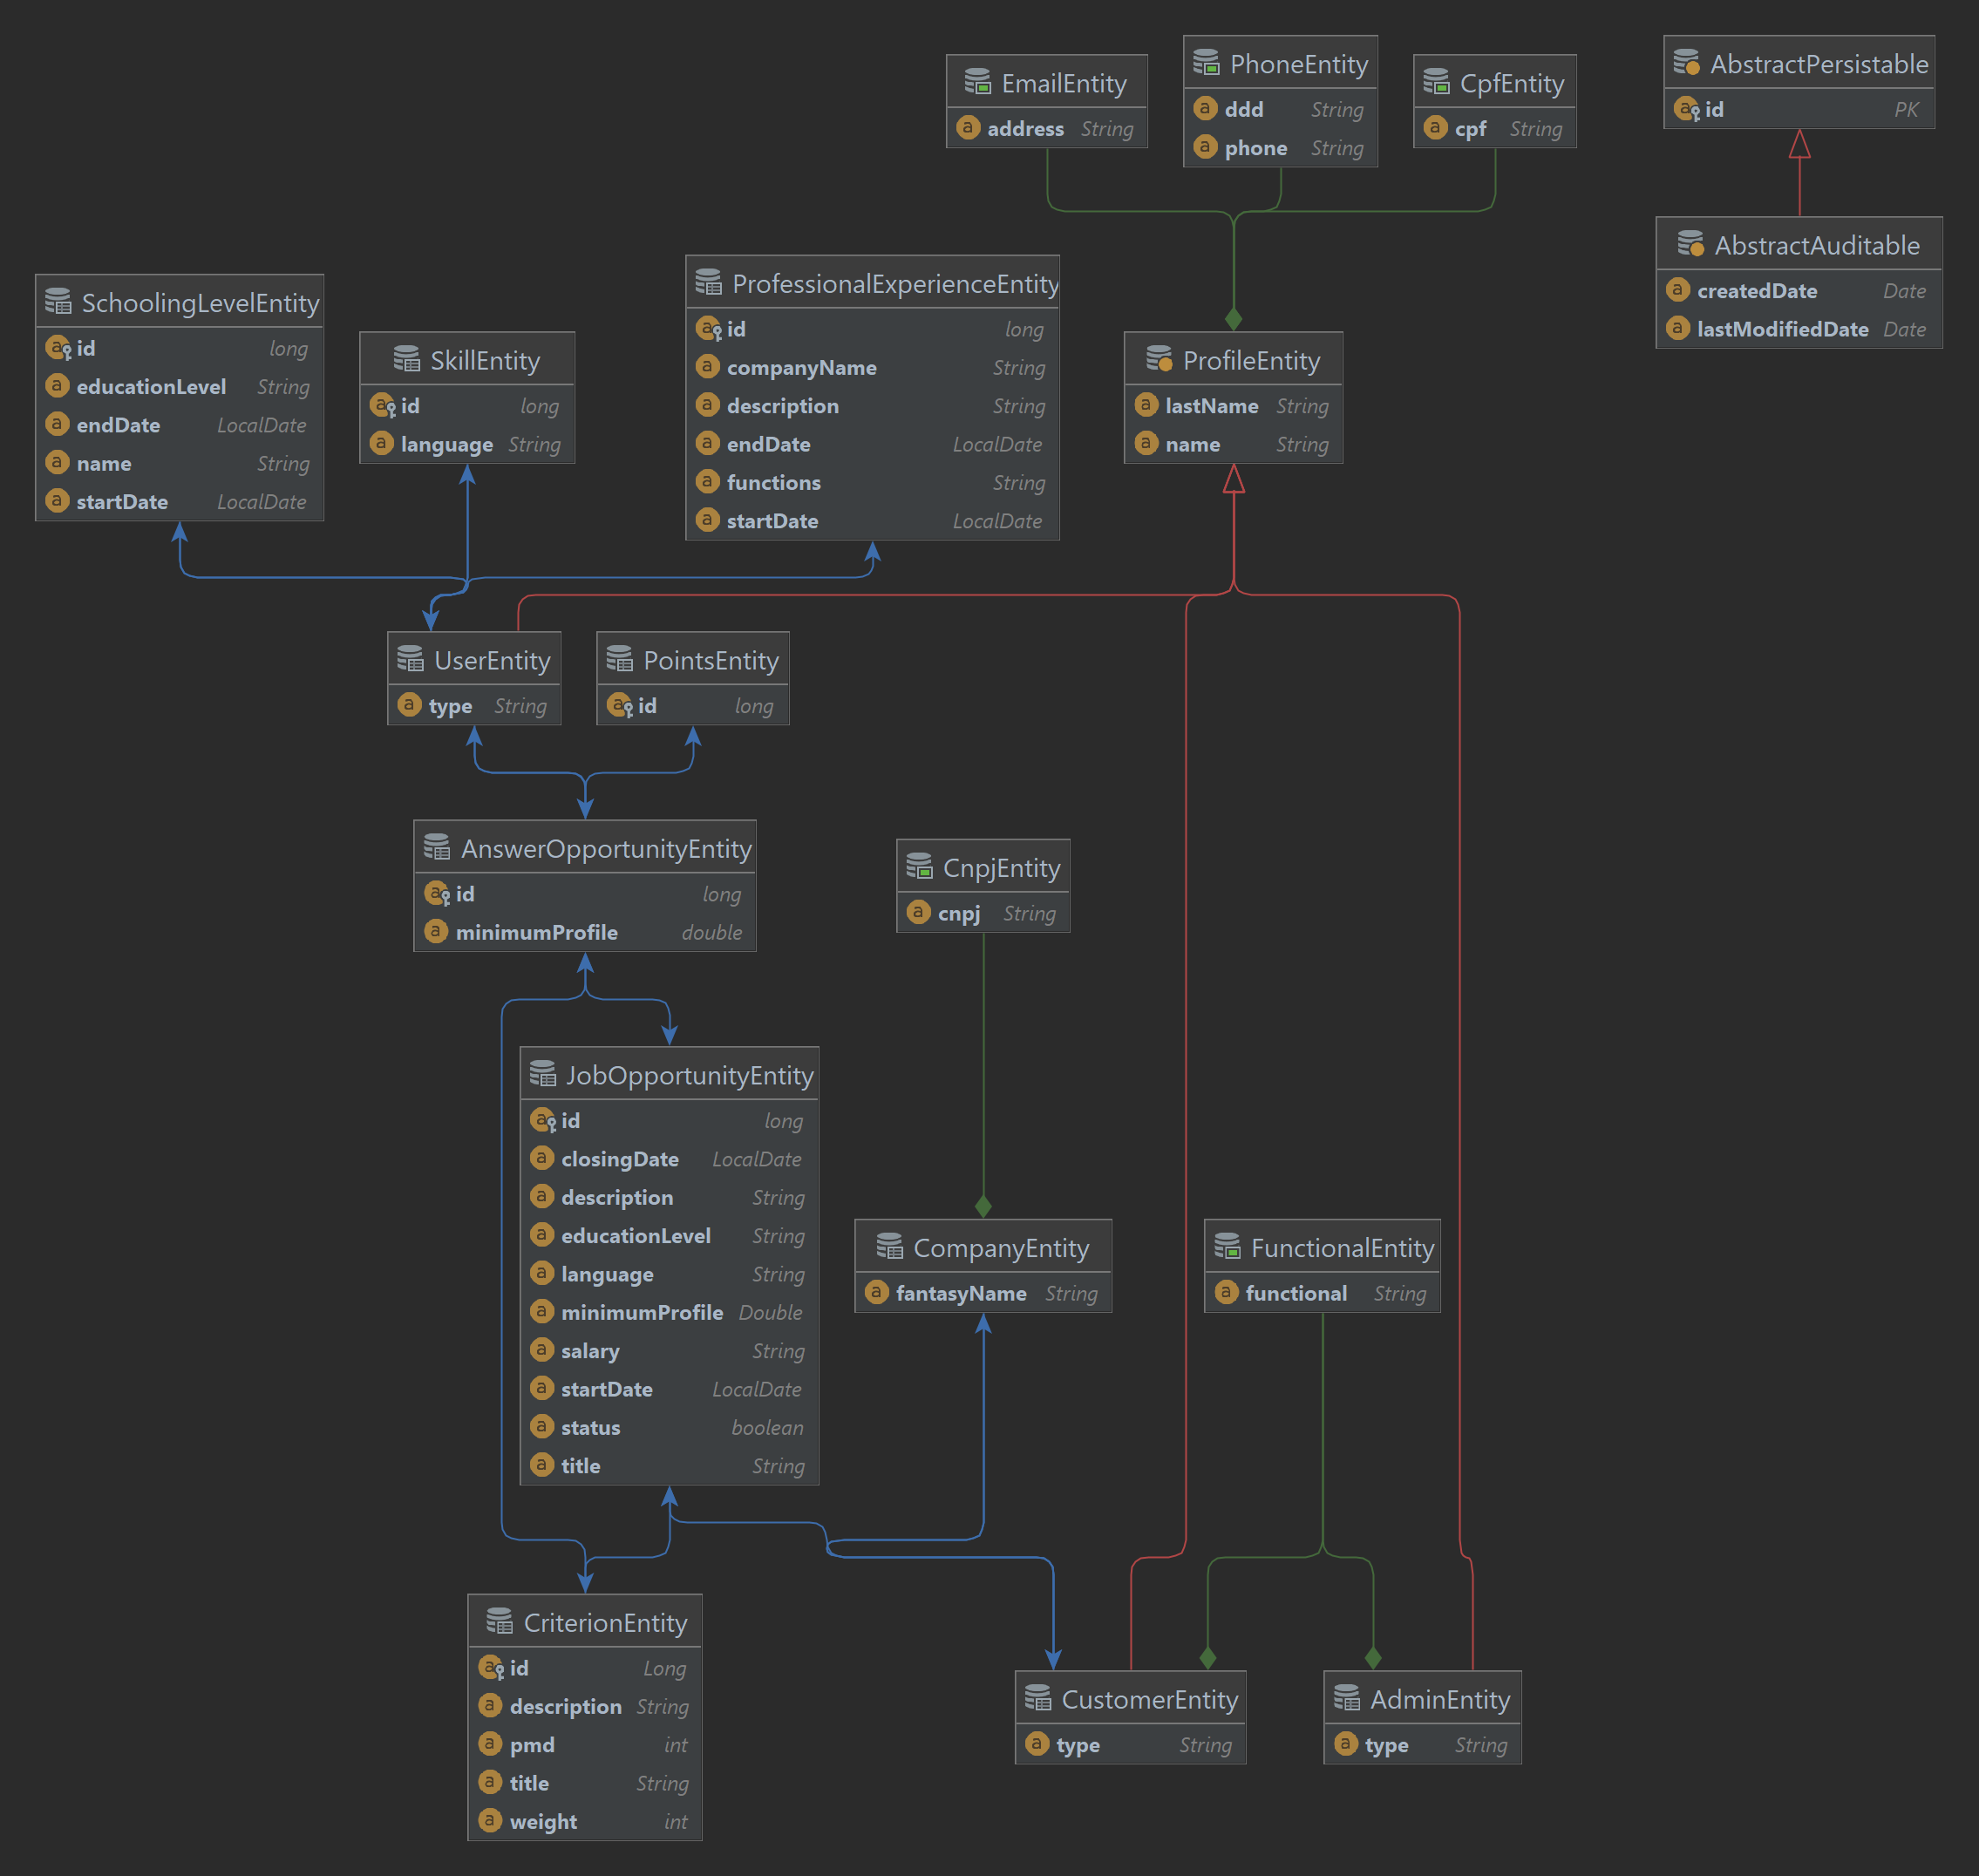 EmailEntity
address String
PhoneEntity
ddd String
phone String
CpfEntity
cpf String
AbstractPersistable
id PK
AbstractAuditable
createdDate Date
lastModifiedDate Date
SchoolingLevelEntity
id long
educationLevel String
endDate LocalDate
name String
startDate LocalDate
SkillEntity
id long
language String
ProfessionalExperienceEntity
id long
companyName String
description String
endDate LocalDate
functions String
startDate LocalDate
ProfileEntity
lastName String
name String
UserEntity
type String
PointsEntity
id long
AnswerOpportunityEntity
id long
minimumProfile double
CnpjEntity
cnpj String
JobOpportunityEntity
id long
closingDate LocalDate
description String
educationLevel String
language String
minimumProfile Double
salary String
startDate LocalDate
status boolean
title String
CompanyEntity
fantasyName String
FunctionalEntity
functional String
CriterionEntity
id Long
description String
pmd int
title String
weight int
CustomerEntity
type String
AdminEntity
type String